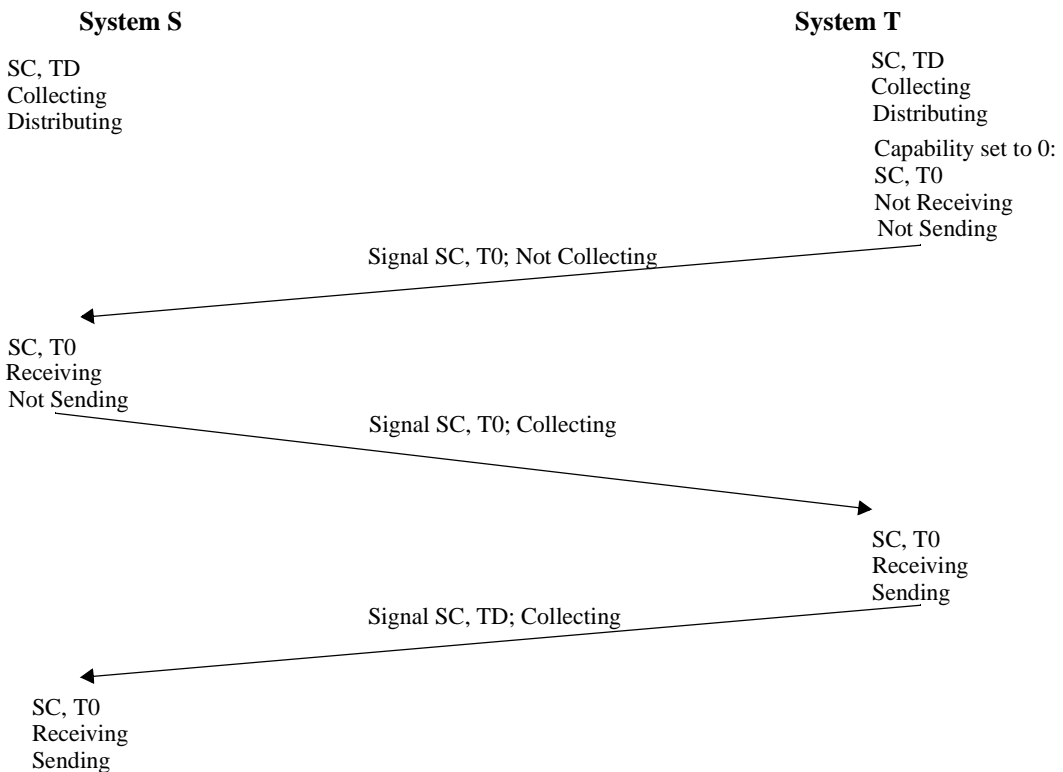 System S
System T
SC, TD
Collecting
Distributing
SC, TD
Collecting
Distributing
Capability set to 0:
SC, T0
Not Receiving
Not Sending
Signal SC, T0; Not Collecting
SC, T0
Receiving
Not Sending
Signal SC, T0; Collecting
SC, T0
Receiving
Sending
Signal SC, TD; Collecting
SC, T0
Receiving
Sending